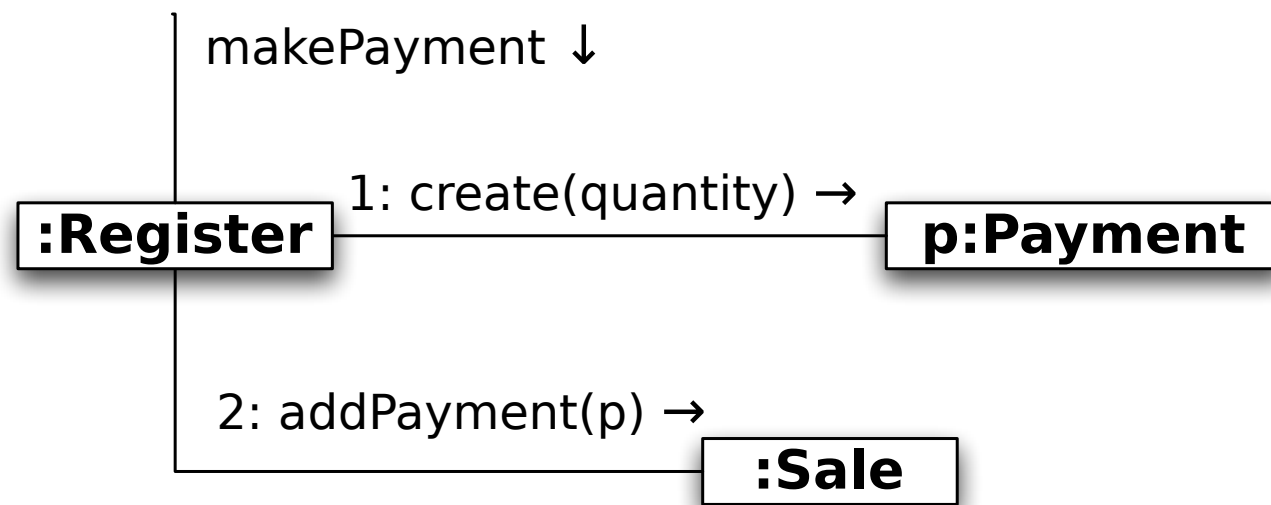 makePayment ↓
1: create(quantity) →
:Register
p:Payment
2: addPayment(p) →
:Sale